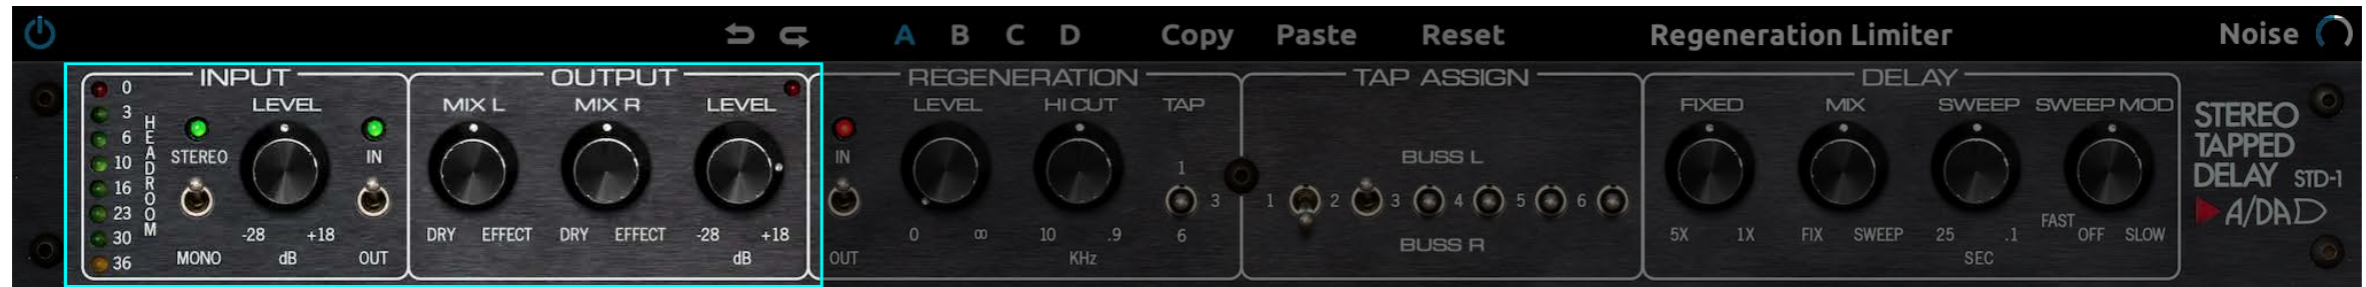 A B C D Copy Paste Reset Regeneration Limiter Noise
INPUT OUTPUT REGENERATION TAP ASSIGN DELAY
0
3
6
10
16
23
30
36
HEADROOM
STEREO
MONO
LEVEL
-28 +18
dB
IN
OUT
MIX L MIX R LEVEL
DRY EFFECT DRY EFFECT -28 +18
dB
IN
OUT
LEVEL HI CUT TAP
0 ∞ 10 .9
KHz
1
3
6
BUSS L
1 2 3 4 5 6
BUSS R
FIXED MIX SWEEP SWEEP MOD
5X 1X FIX SWEEP 25 .1 FAST OFF SLOW
SEC
STEREO
TAPPED
DELAY STD-1
A/DA